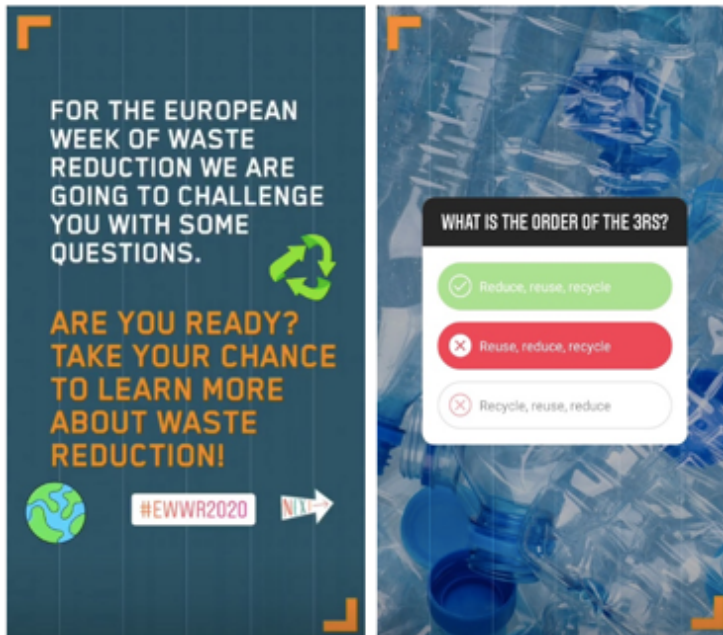 FOR THE EUROPEAN
WEEK OF WASTE
REDUCTION WE ARE
GOING TO CHALLENGE
YOU WITH SOME
QUESTIONS.
ARE YOU READY?
TAKE YOUR CHANCE
TO LEARN MORE
ABOUT WASTE
REDUCTION!
#EWWR2020
WHAT IS THE ORDER OF THE 3RS?
Reduce, reuse, recycle
Reuse, reduce, recycle
Recycle, reuse, reduce